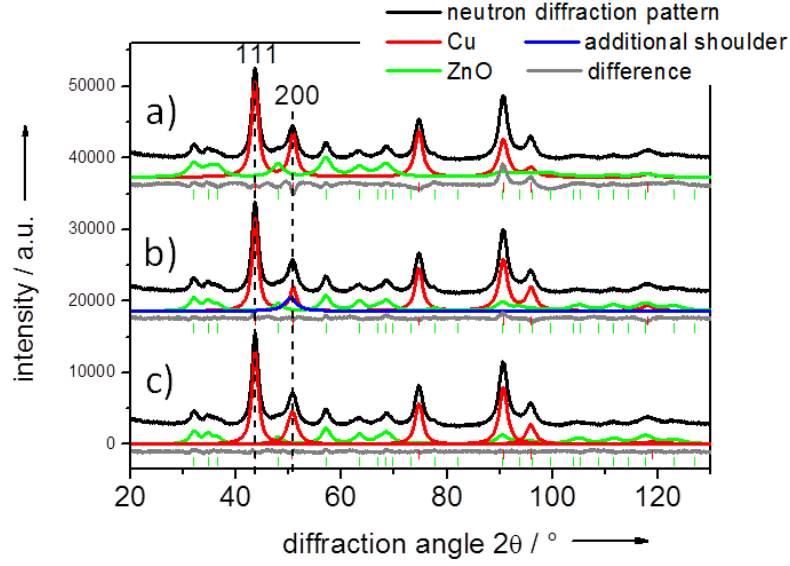 neutron diffraction pattern
Cu additional shoulder
ZnO difference
111
200
a)
b)
c)
50000
40000
30000
20000
10000
0
intensity / a.u.
20 40 60 80 100 120
diffraction angle 2θ / °